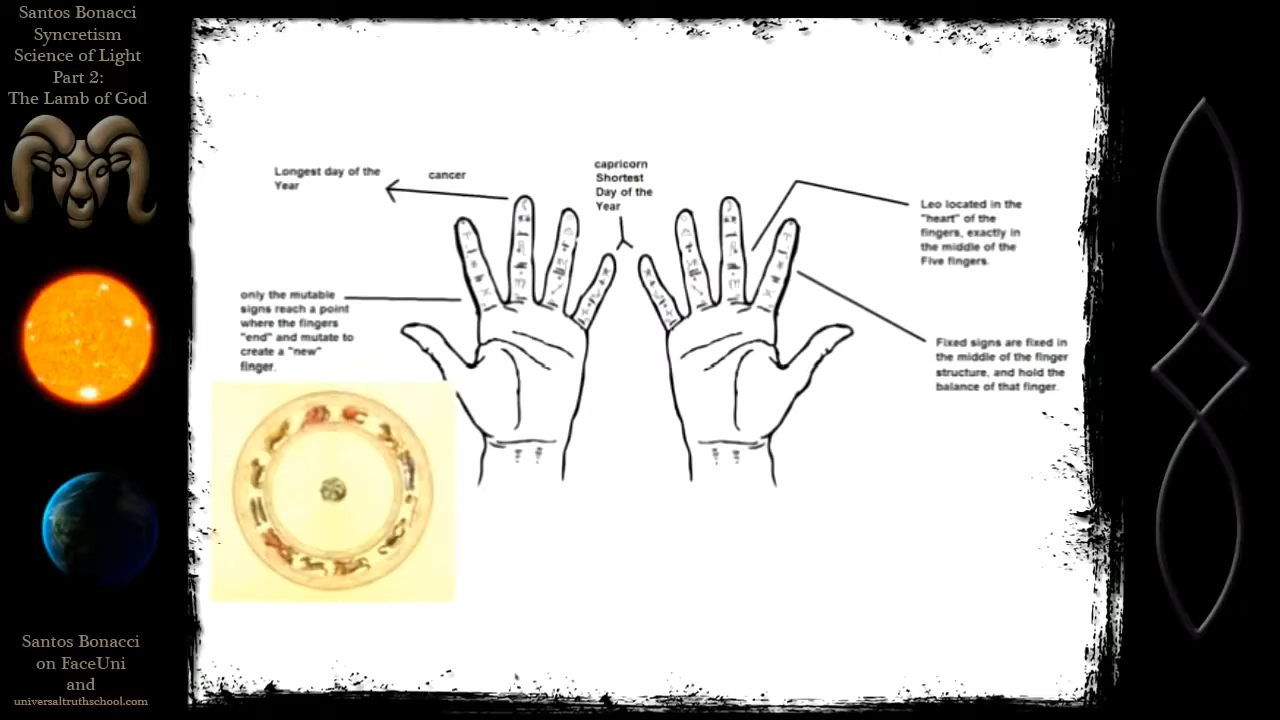 Santos Bonacci
Syncretism
Science of Light
Part 2:
The Lamb of God
Longest day of the
Year
cancer
capricorn
Shortest
Day of the
Year
Leo located in the
"heart" of the
fingers, exactly in
the middle of the
Five fingers.
only the mutable
signs reach a point
where the fingers
"end" and mutate to
create a "new"
finger.
Fixed signs are fixed in
the middle of the finger
structure, and hold the
balance of that finger.
Santos Bonacci
on FaceUni
and
universaltruthschool.com